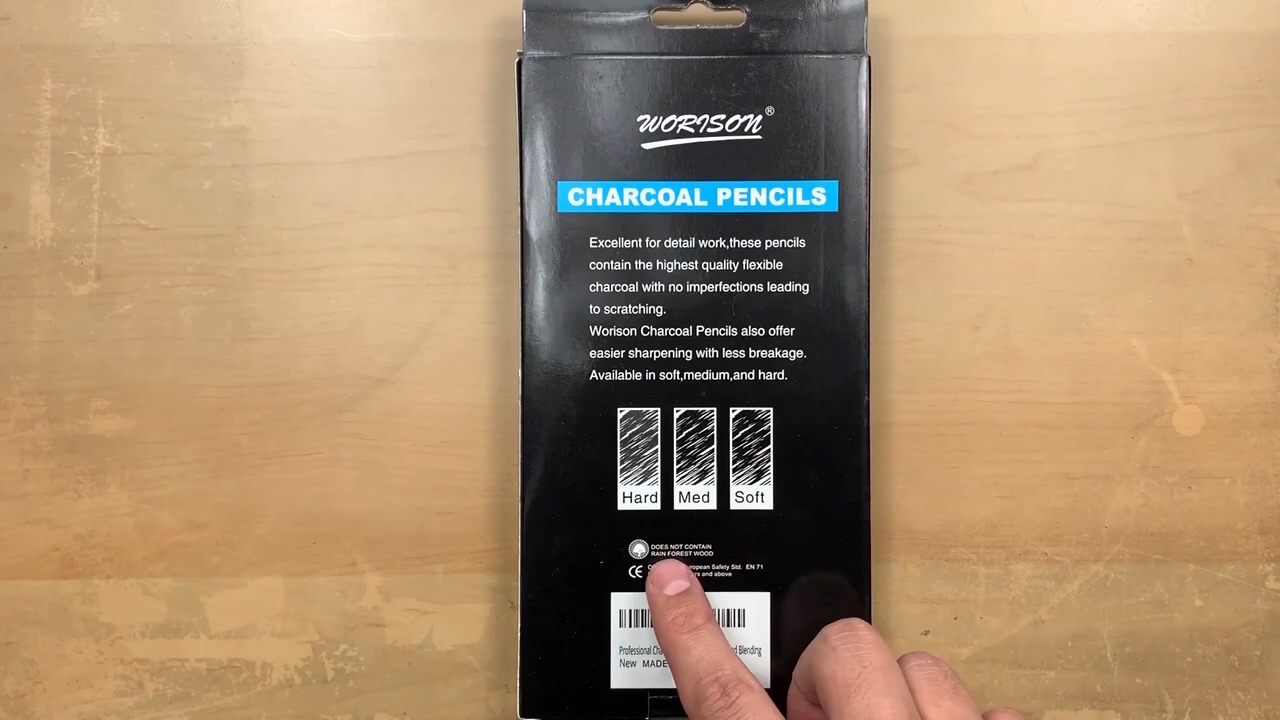 WORISON®
CHARCOAL PENCILS
Excellent for detail work,these pencils
contain the highest quality flexible
charcoal with no imperfections leading
to scratching.
Worison Charcoal Pencils also offer
easier sharpening with less breakage.
Available in soft,medium,and hard.
Hard Med Soft
DOES NOT CONTAIN
RAIN FOREST WOOD
CE Safety Std. EN 71
and above
Professional Blending
New MADE